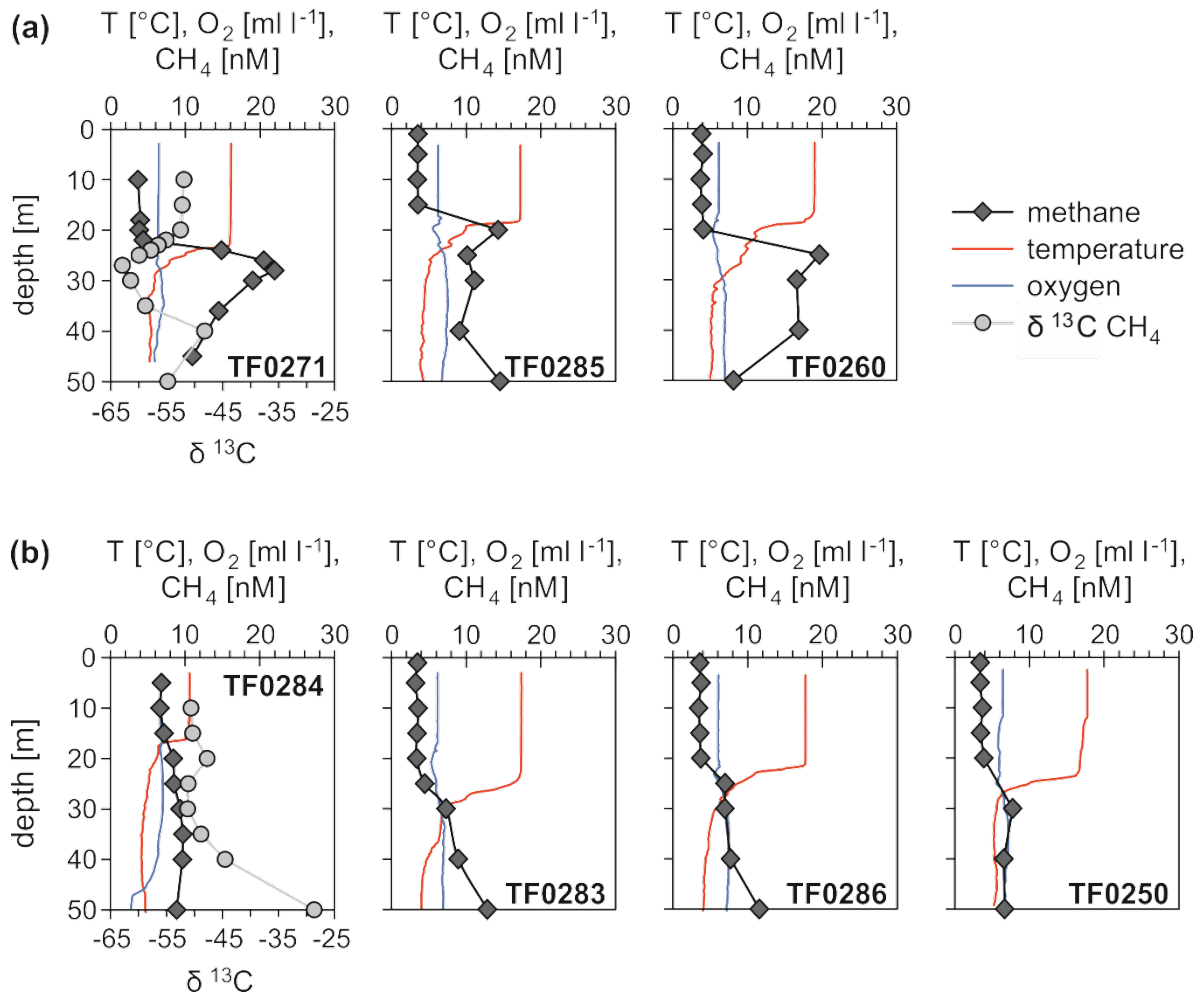 (a)
T [°C], O₂ [ml l⁻¹],
CH₄ [nM]
T [°C], O₂ [ml l⁻¹],
CH₄ [nM]
T [°C], O₂ [ml l⁻¹],
CH₄ [nM]
0 10 20 30
0 10 20 30
0 10 20 30
depth [m]
0
10
20
30
40
50
TF0271
TF0285
TF0260
-65 -55 -45 -35 -25
δ ¹³C
methane
temperature
oxygen
δ ¹³C CH₄
(b)
T [°C], O₂ [ml l⁻¹],
CH₄ [nM]
T [°C], O₂ [ml l⁻¹],
CH₄ [nM]
T [°C], O₂ [ml l⁻¹],
CH₄ [nM]
T [°C], O₂ [ml l⁻¹],
CH₄ [nM]
0 10 20 30
0 10 20 30
0 10 20 30
0 10 20 30
depth [m]
0
10
20
30
40
50
TF0284
TF0283
TF0286
TF0250
-65 -55 -45 -35 -25
δ ¹³C